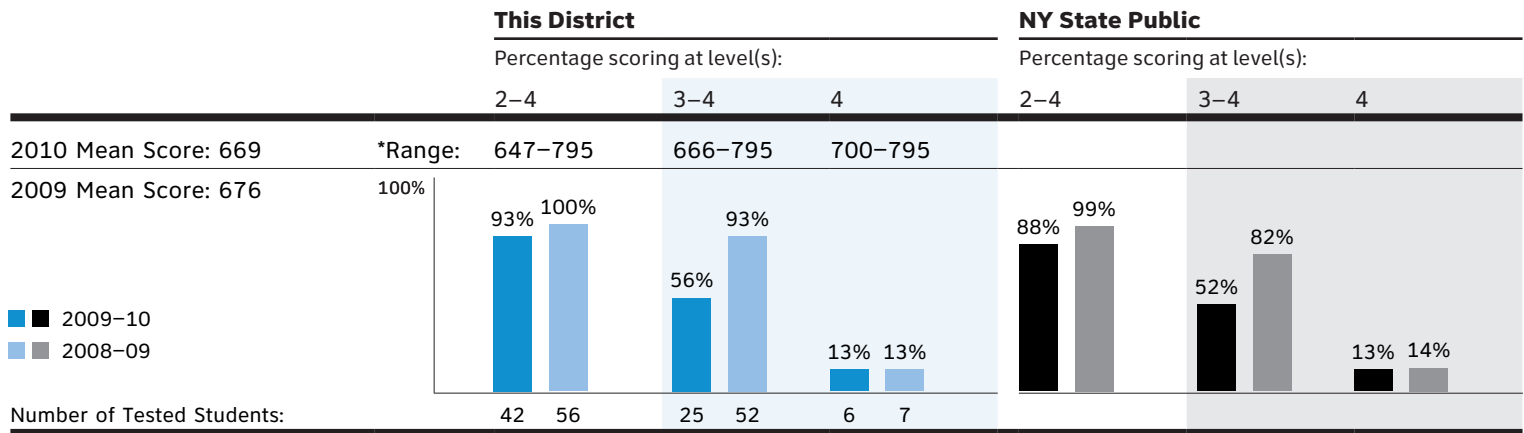 This District NY State Public
Percentage scoring at level(s): Percentage scoring at level(s):
2–4 3–4 4 2–4 3–4 4
2010 Mean Score: 669 *Range: 647–795 666–795 700–795
2009 Mean Score: 676 100%
93% 100% 93% 88% 99% 82%
56% 52%
13% 13% 13% 14%
2009–10
2008–09
Number of Tested Students: 42 56 25 52 6 7